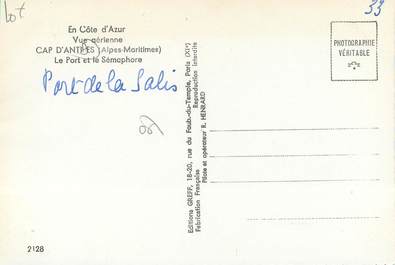 Lot
33
En Côte d'Azur
Vue aérienne
CAP D'ANTIBES (Alpes-Maritimes)
Le Port et le Sémaphore
Port de la Salis
PHOTOGRAPHIE
VÉRITABLE
Editions GREFF, 18-20, rue du Faub.-du-Temple, Paris (XIe)
Fabrication Française Reproduction interdite
Pilote et opérateur R. HENRARD
2128